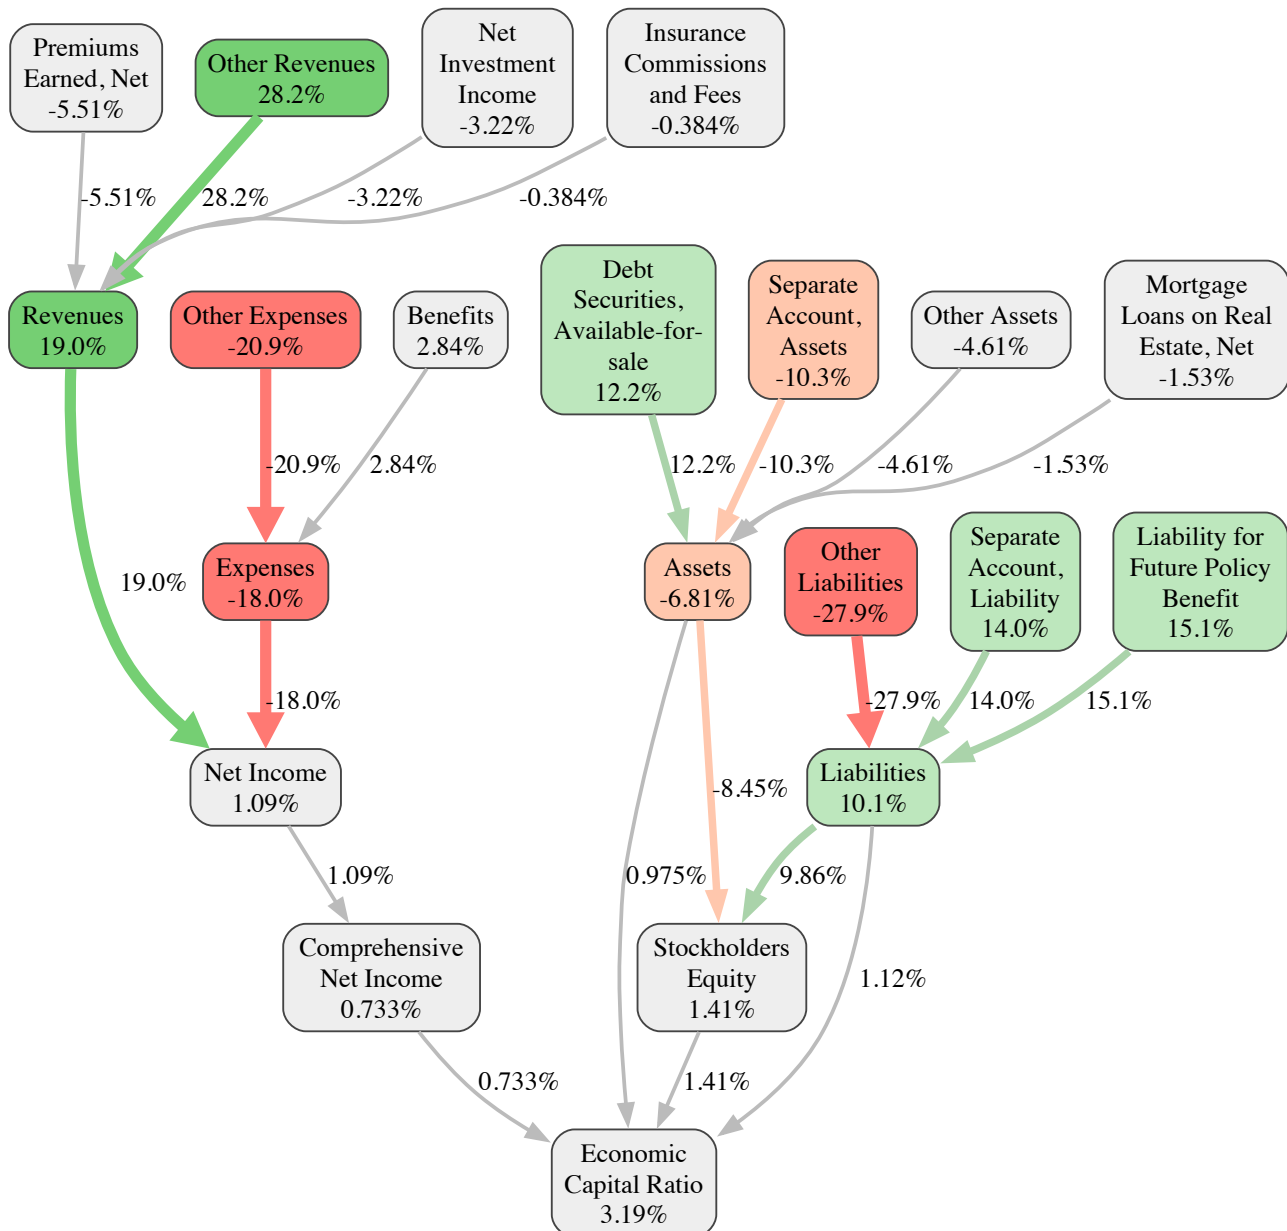 Premiums
Earned, Net
-5.51%
Other Revenues
28.2%
Net
Investment
Income
-3.22%
Insurance
Commissions
and Fees
-0.384%
-5.51%
28.2%
-3.22%
-0.384%
Revenues
19.0%
Other Expenses
-20.9%
Benefits
2.84%
Debt
Securities,
Available-for-
sale
12.2%
Separate
Account,
Assets
-10.3%
Other Assets
-4.61%
Mortgage
Loans on Real
Estate, Net
-1.53%
-20.9%
2.84%
12.2%
-10.3%
-4.61%
-1.53%
Expenses
-18.0%
Assets
-6.81%
Other
Liabilities
-27.9%
Separate
Account,
Liability
14.0%
Liability for
Future Policy
Benefit
15.1%
19.0%
-18.0%
-27.9%
14.0%
15.1%
Net Income
1.09%
-8.45%
Liabilities
10.1%
1.09%
0.975%
9.86%
Comprehensive
Net Income
0.733%
Stockholders
Equity
1.41%
1.12%
0.733%
1.41%
Economic
Capital Ratio
3.19%